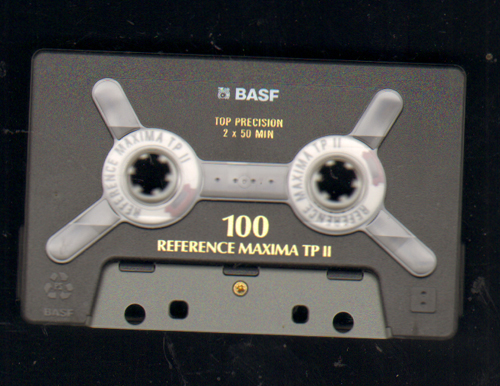 BASF
TOP PRECISION
2 x 50 MIN
REFERENCE MAXIMA TP II
REFERENCE MAXIMA TP II
100
REFERENCE MAXIMA TP II
BASF